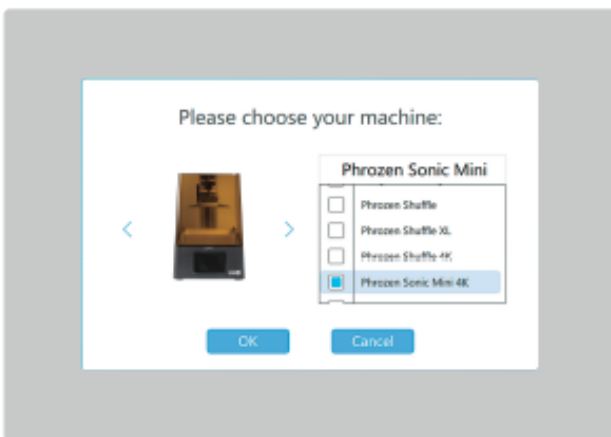 Please choose your machine:
Phrozen Sonic Mini
Phrozen Shuffle
Phrozen Shuffle XL
Phrozen Shuffle 4K
Phrozen Sonic Mini 4K
OK
Cancel